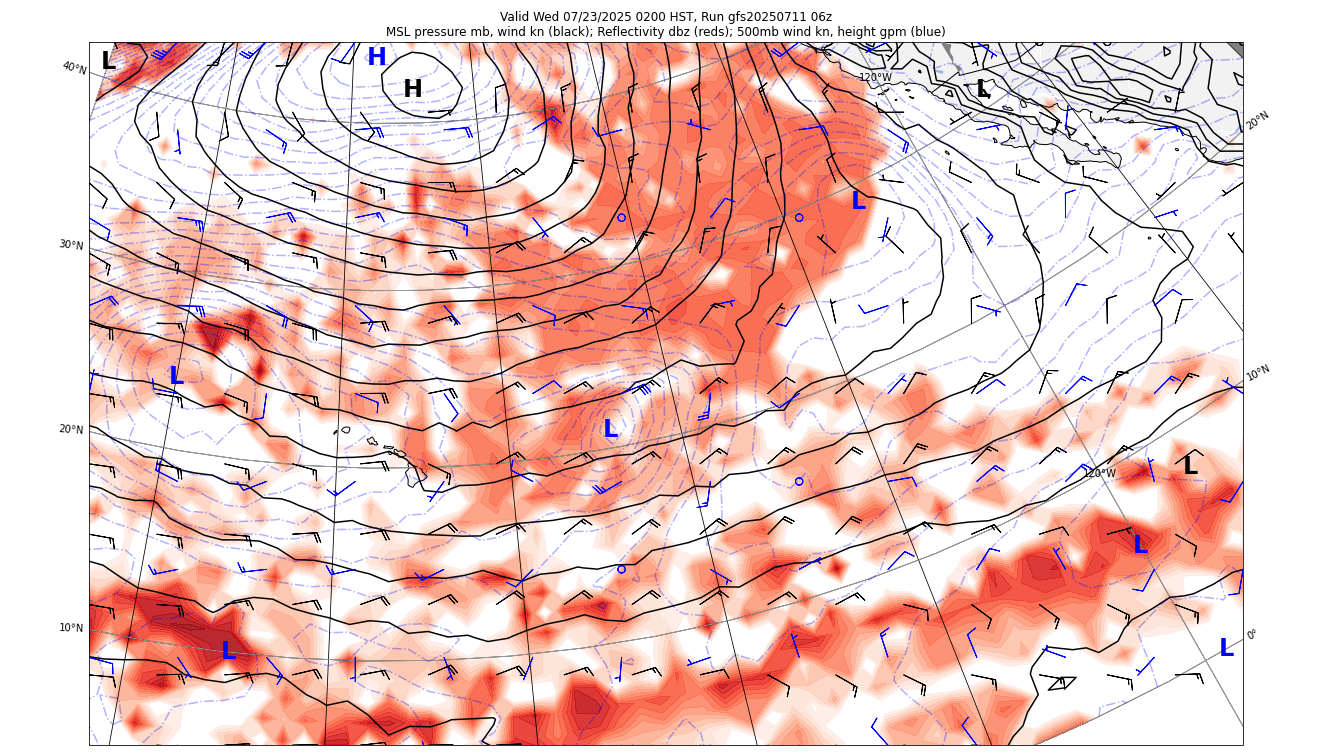 Valid Wed 07/23/2025 0200 HST, Run gfs20250711 06z
MSL pressure mb, wind kn (black); Reflectivity dbz (reds); 500mb wind kn, height gpm (blue)
L
H
H
40°N
120°W
L
20°N
L
30°N
L
10°N
L
20°N
L
120°W
L
10°N
L
0°
L